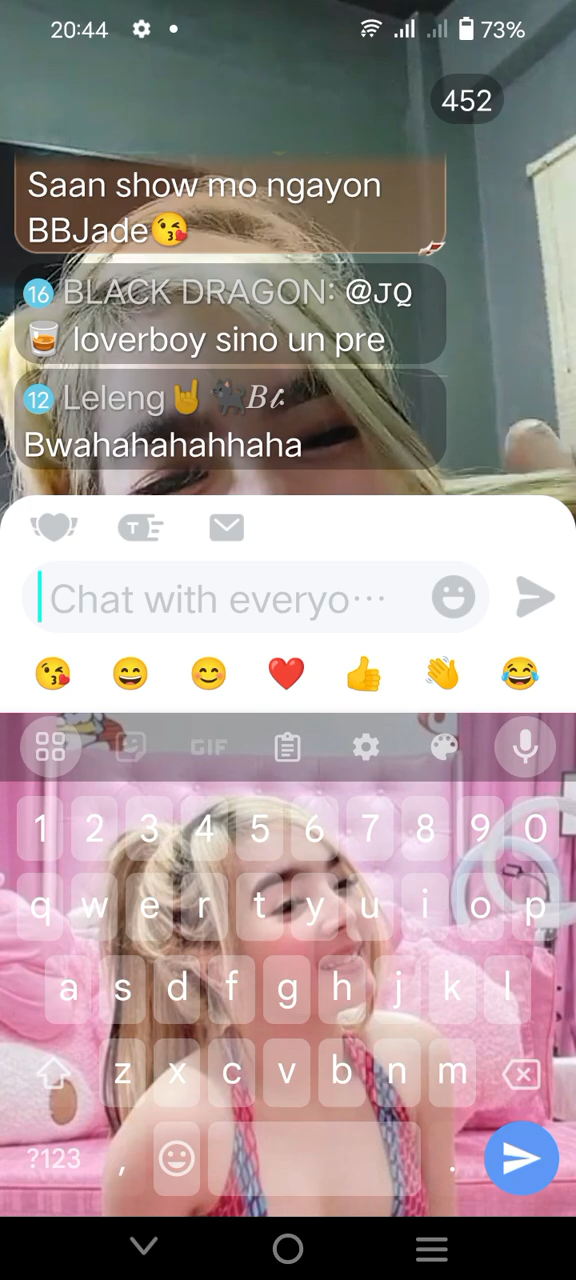 20:44
73%
452
Saan show mo ngayon
BBJade😘
16 BLACK DRAGON: @JQ
🥃 loverboy sino un pre
12 Leleng🤘🐈‍⬛𝐵𝓁.
Bwahahahahhaha
T
Chat with everyo···
😘 😄 😊 ❤️ 👍 👋 😂
GIF
1 2 3 4 5 6 7 8 9 0
q w e r t y u i o p
a s d f g h j k l
z x c v b n m
?123 , .